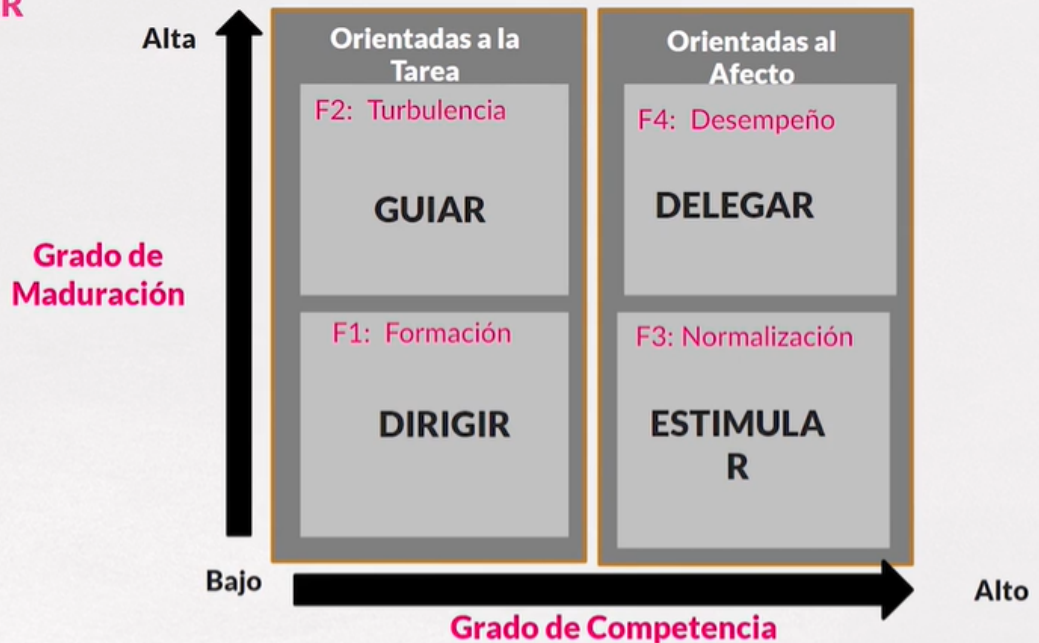 R
Alta
Orientadas a la
Tarea
Orientadas al
Afecto
F2: Turbulencia
F4: Desempeño
GUIAR
DELEGAR
Grado de
Maduración
F1: Formación
F3: Normalización
DIRIGIR
ESTIMULA
R
Bajo
Alto
Grado de Competencia